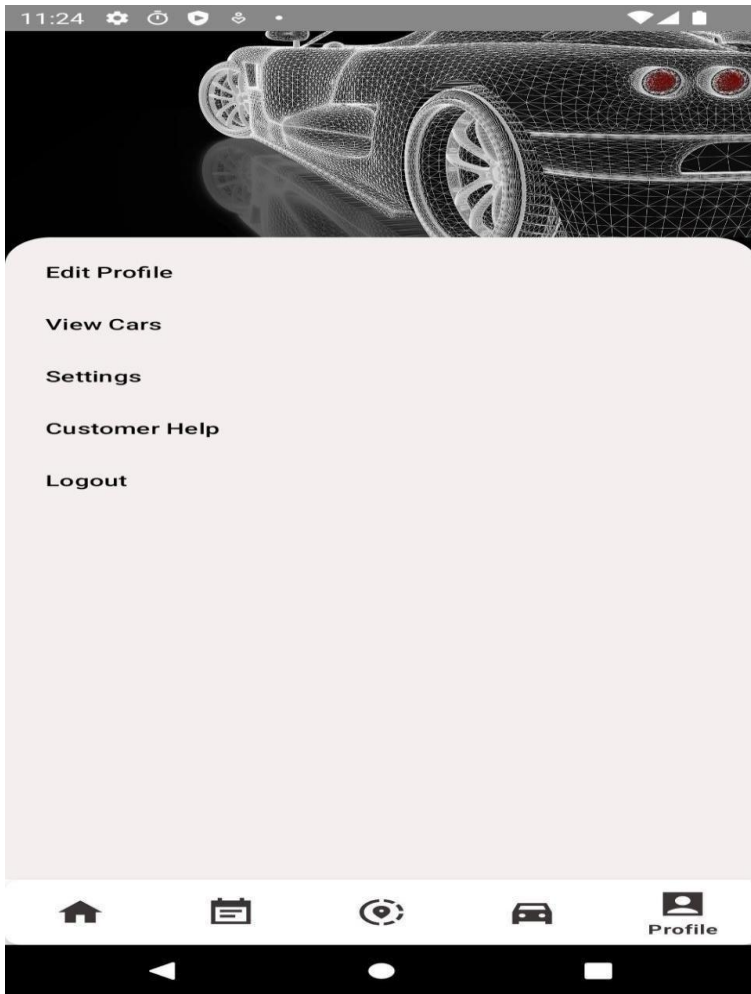 11:24
Edit Profile
View Cars
Settings
Customer Help
Logout
Profile